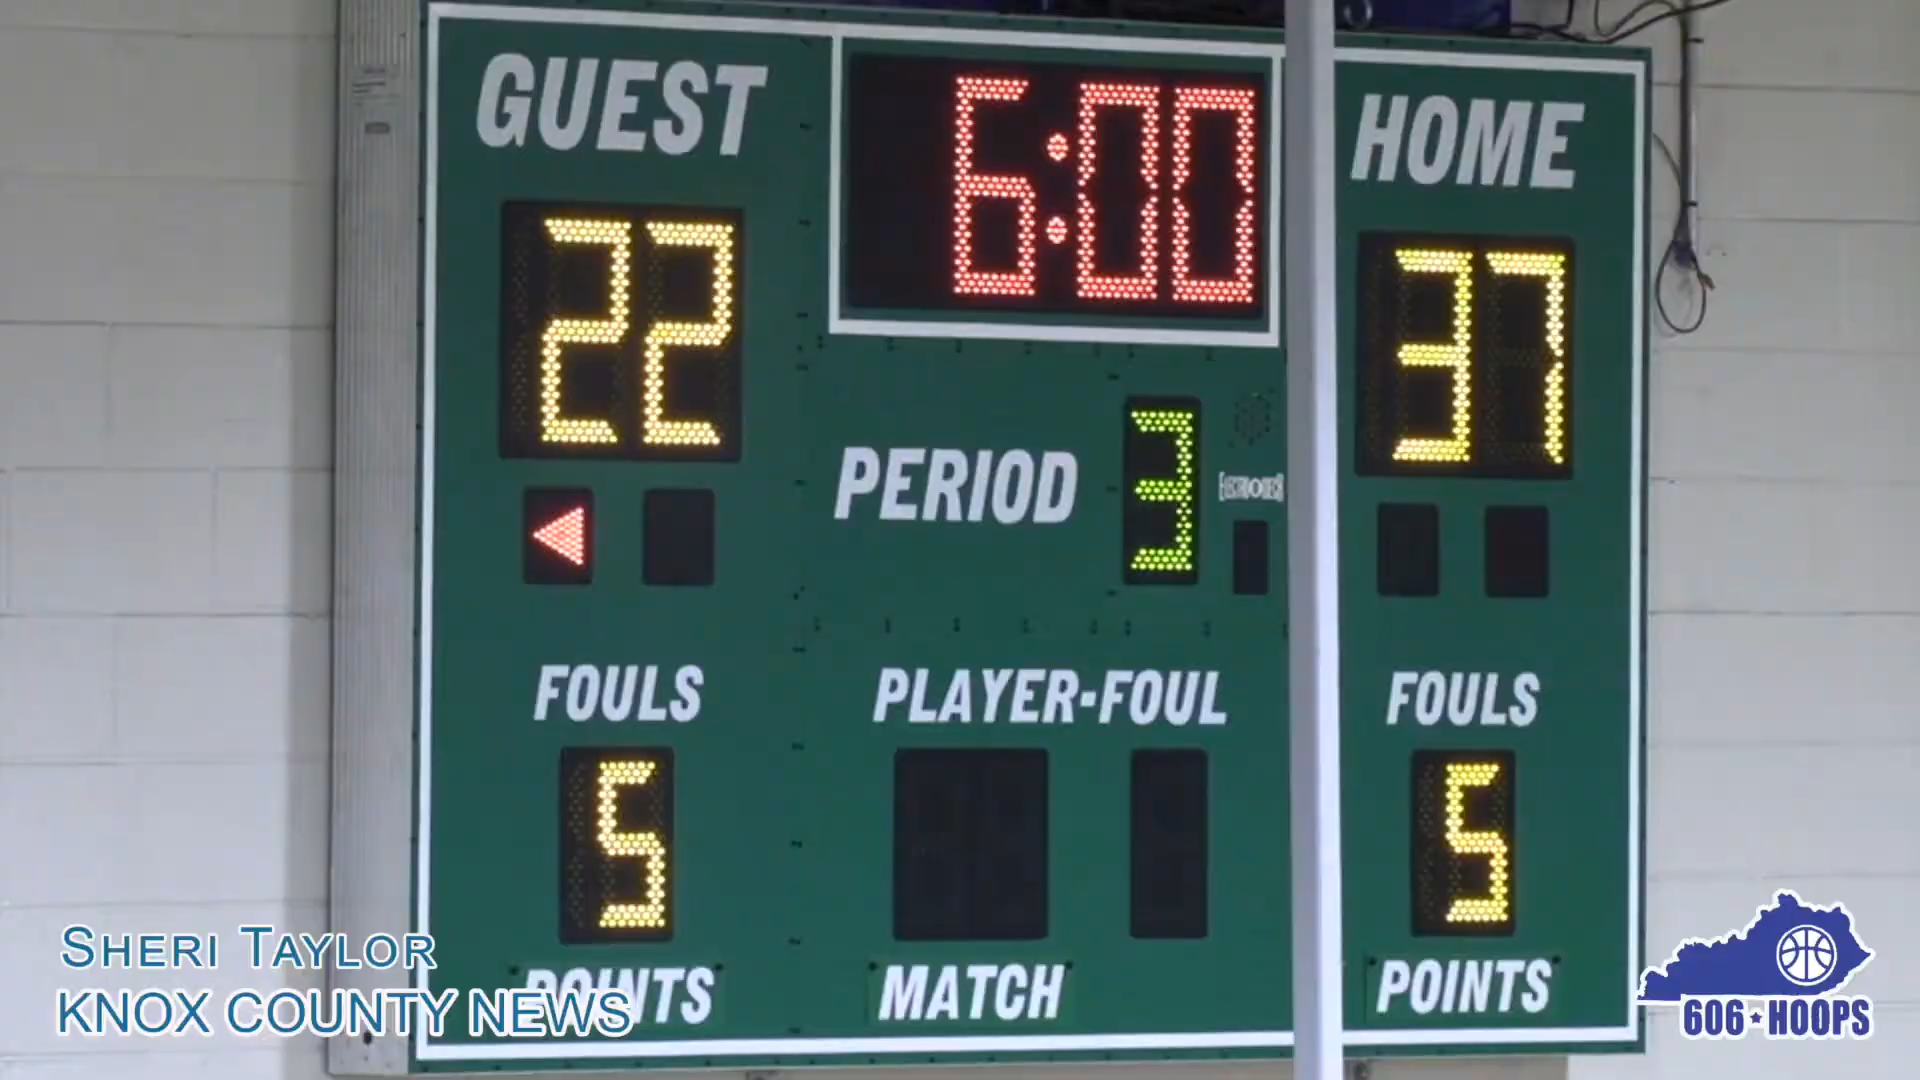 GUEST
6:00
HOME
22
37
PERIOD
3
FOULS
PLAYER-FOUL
FOULS
5
5
POINTS
MATCH
POINTS
SHERI TAYLOR
KNOX COUNTY NEWS
606 ★ HOOPS